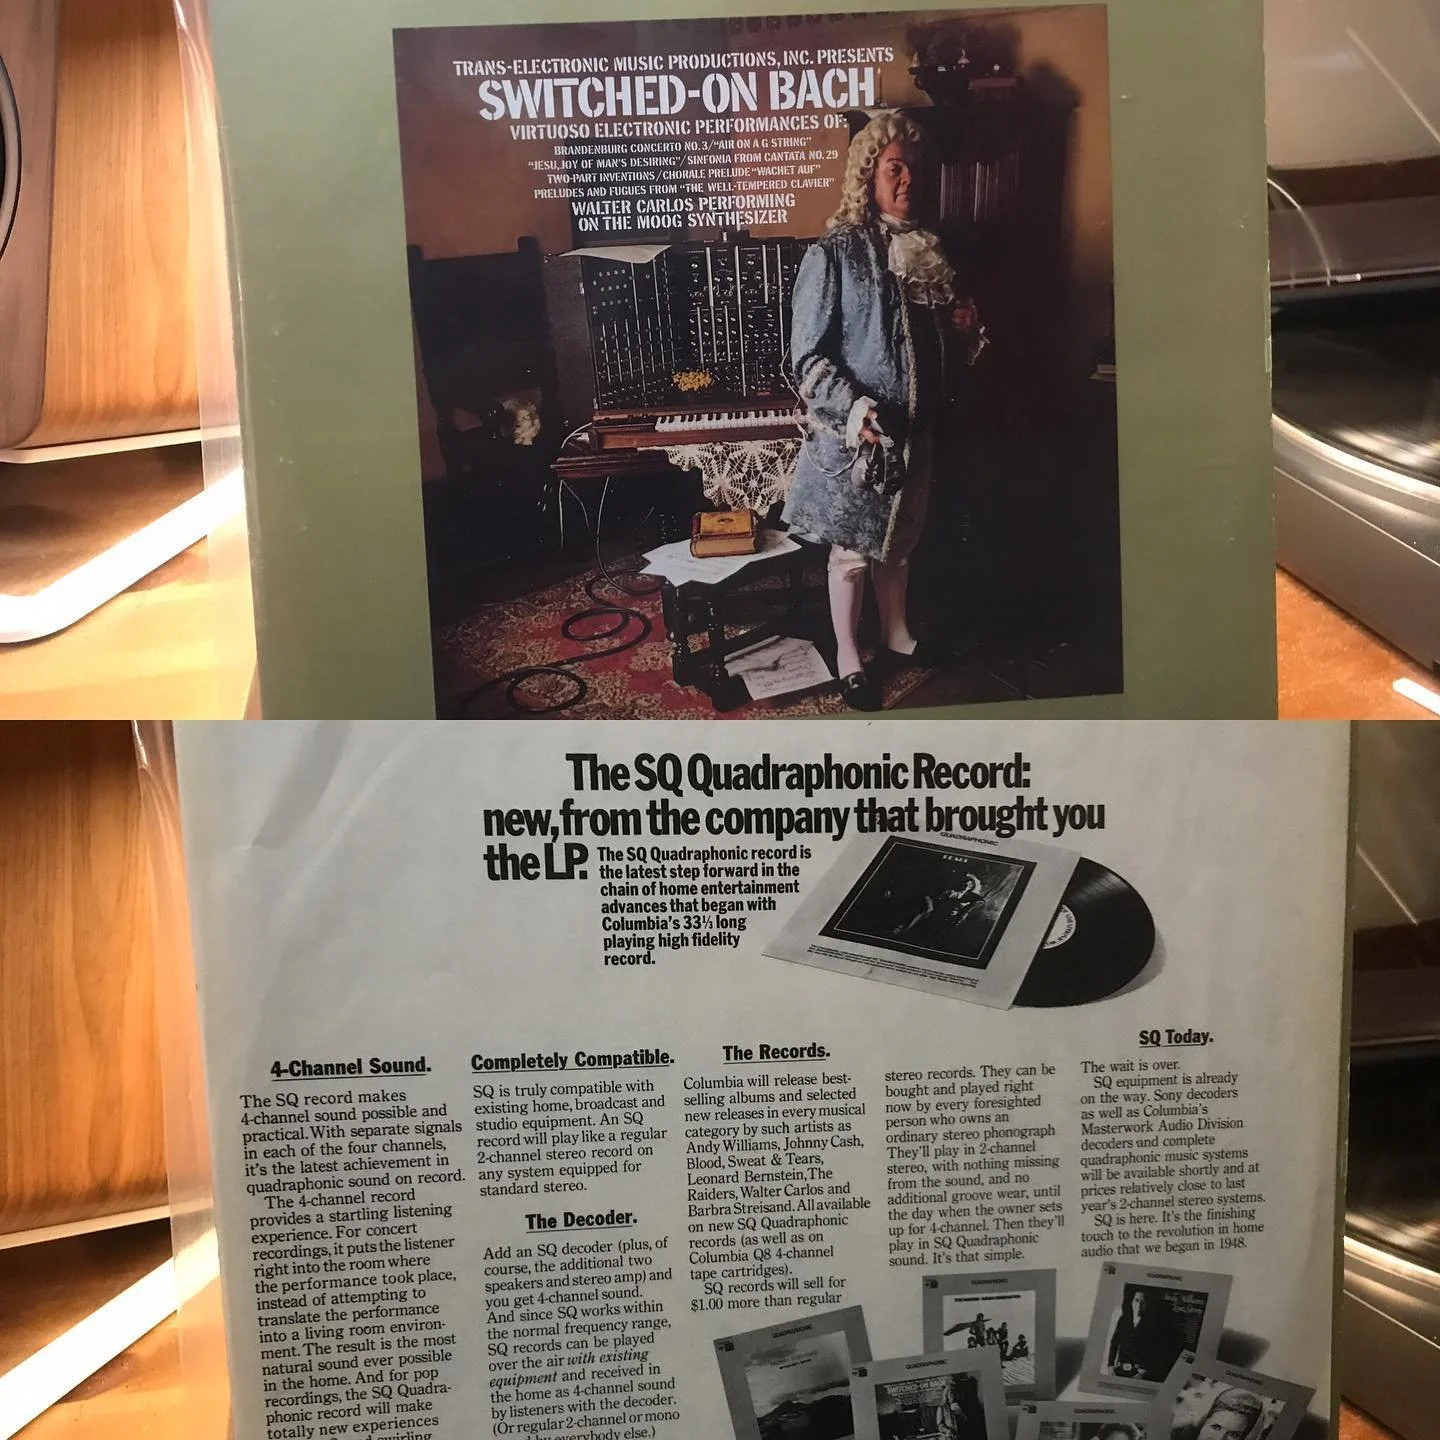 TRANS-ELECTRONIC MUSIC PRODUCTIONS, INC. PRESENTS
SWITCHED-ON BACH
VIRTUOSO ELECTRONIC PERFORMANCES OF:
BRANDENBURG CONCERTO NO. 3/"AIR ON A G STRING"
"JESU, JOY OF MAN'S DESIRING"/SINFONIA FROM CANTATA NO. 29
TWO-PART INVENTIONS/CHORALE PRELUDE "WACHET AUF"
PRELUDES AND FUGUES FROM "THE WELL-TEMPERED CLAVIER"
WALTER CARLOS PERFORMING
ON THE MOOG SYNTHESIZER
The SQ Quadraphonic Record:
new, from the company that brought you
the LP.
The SQ Quadraphonic record is
the latest step forward in the
chain of home entertainment
advances that began with
Columbia's 33⅓ long
playing high fidelity
record.
QUADRAPHONIC
4-Channel Sound.
The SQ record makes
4-channel sound possible and
practical. With separate signals
in each of the four channels,
it's the latest achievement in
quadraphonic sound on record.
The 4-channel record
provides a startling listening
experience. For concert
recordings, it puts the listener
right into the room where
the performance took place,
instead of attempting to
translate the performance
into a living room environ-
ment. The result is the most
natural sound ever possible
in the home. And for pop
recordings, the SQ Quadra-
phonic record will make
totally new experiences
swirling
Completely Compatible.
SQ is truly compatible with
existing home, broadcast and
studio equipment. An SQ
record will play like a regular
2-channel stereo record on
any system equipped for
standard stereo.
The Decoder.
Add an SQ decoder (plus, of
course, the additional two
speakers and stereo amp) and
you get 4-channel sound.
And since SQ works within
the normal frequency range,
SQ records can be played
over the air with existing
equipment and received in
the home as 4-channel sound
by listeners with the decoder.
(Or regular 2-channel or mono
by everybody else.)
The Records.
Columbia will release best-
selling albums and selected
new releases in every musical
category by such artists as
Andy Williams, Johnny Cash,
Blood, Sweat & Tears,
Leonard Bernstein, The
Raiders, Walter Carlos and
Barbra Streisand. All available
on new SQ Quadraphonic
records (as well as on
Columbia Q8 4-channel
tape cartridges).
SQ records will sell for
$1.00 more than regular
stereo records. They can be
bought and played right
now by every foresighted
person who owns an
ordinary stereo phonograph
They'll play in 2-channel
stereo, with nothing missing
from the sound, and no
additional groove wear, until
the day when the owner sets
up for 4-channel. Then they'll
play in SQ Quadraphonic
sound. It's that simple.
SQ Today.
The wait is over.
SQ equipment is already
on the way. Sony decoders
as well as Columbia's
Masterwork Audio Division
decoders and complete
quadraphonic music systems
will be available shortly and at
prices relatively close to last
year's 2-channel stereo systems.
SQ is here. It's the finishing
touch to the revolution in home
audio that we began in 1948.
QUADRAPHONIC
QUADRAPHONIC
QUADRAPHONIC
Andy Williams
Love Story
QUADRAPHONIC
SWITCHED-ON BACH
QUADRAPHONIC
QUADRAPHONIC